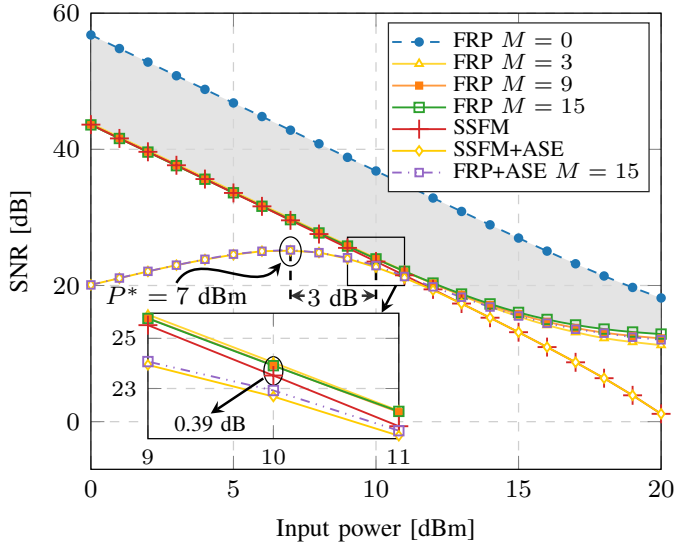 60
40
20
0
SNR [dB]
0
5
10
15
20
Input power [dBm]
FRP M = 0
FRP M = 3
FRP M = 9
FRP M = 15
SSFM
SSFM+ASE
FRP+ASE M = 15
P* = 7 dBm
3 dB
25
23
0.39 dB
9
10
11